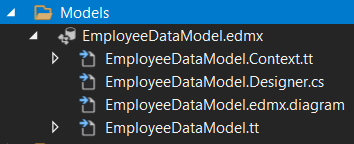 Models
EmployeeDataModel.edmx
EmployeeDataModel.Context.tt
EmployeeDataModel.Designer.cs
EmployeeDataModel.edmx.diagram
EmployeeDataModel.tt